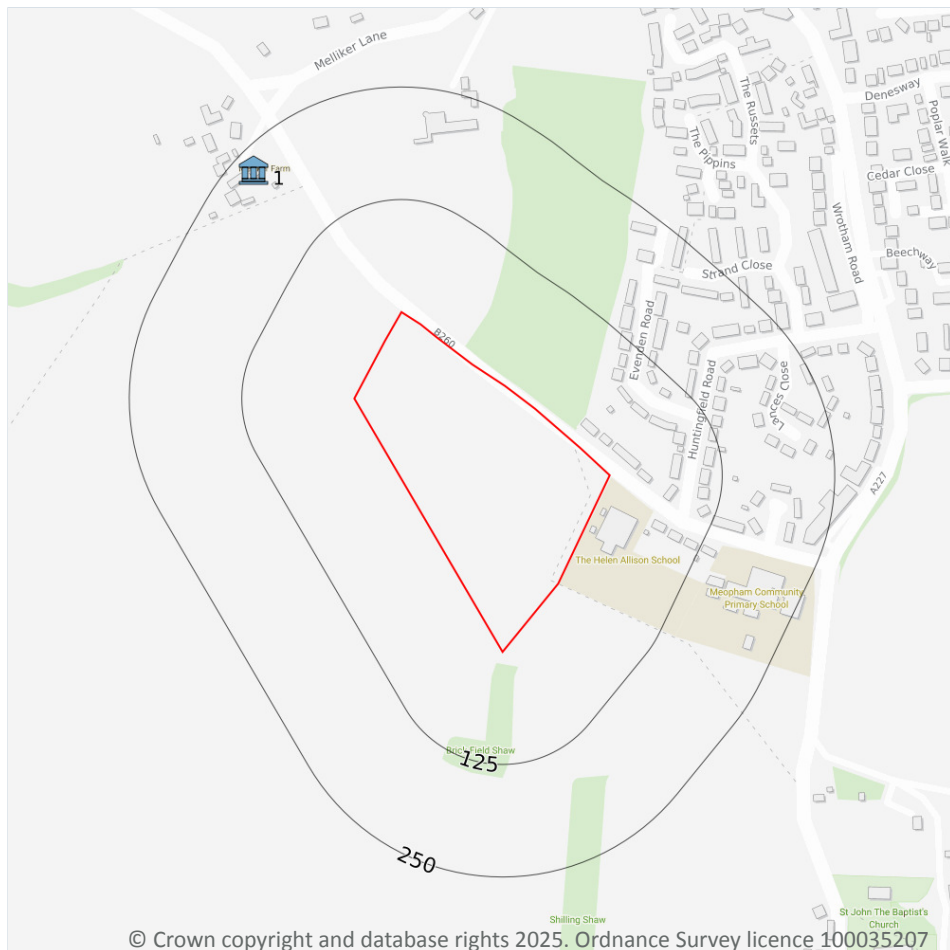 Melliker Lane
Farm
1
The Russets
Denesway
Poplar Walk
The Pippins
Cedar Close
Wrotham Road
Beechway
Strand Close
B260
Evenden Road
Huntingfield Road
Lances Close
A227
The Helen Allison School
Meopham Community
Primary School
Brick Field Shaw
125
250
Shilling Shaw
St John The Baptist's
Church
© Crown copyright and database rights 2025. Ordnance Survey licence 100035207